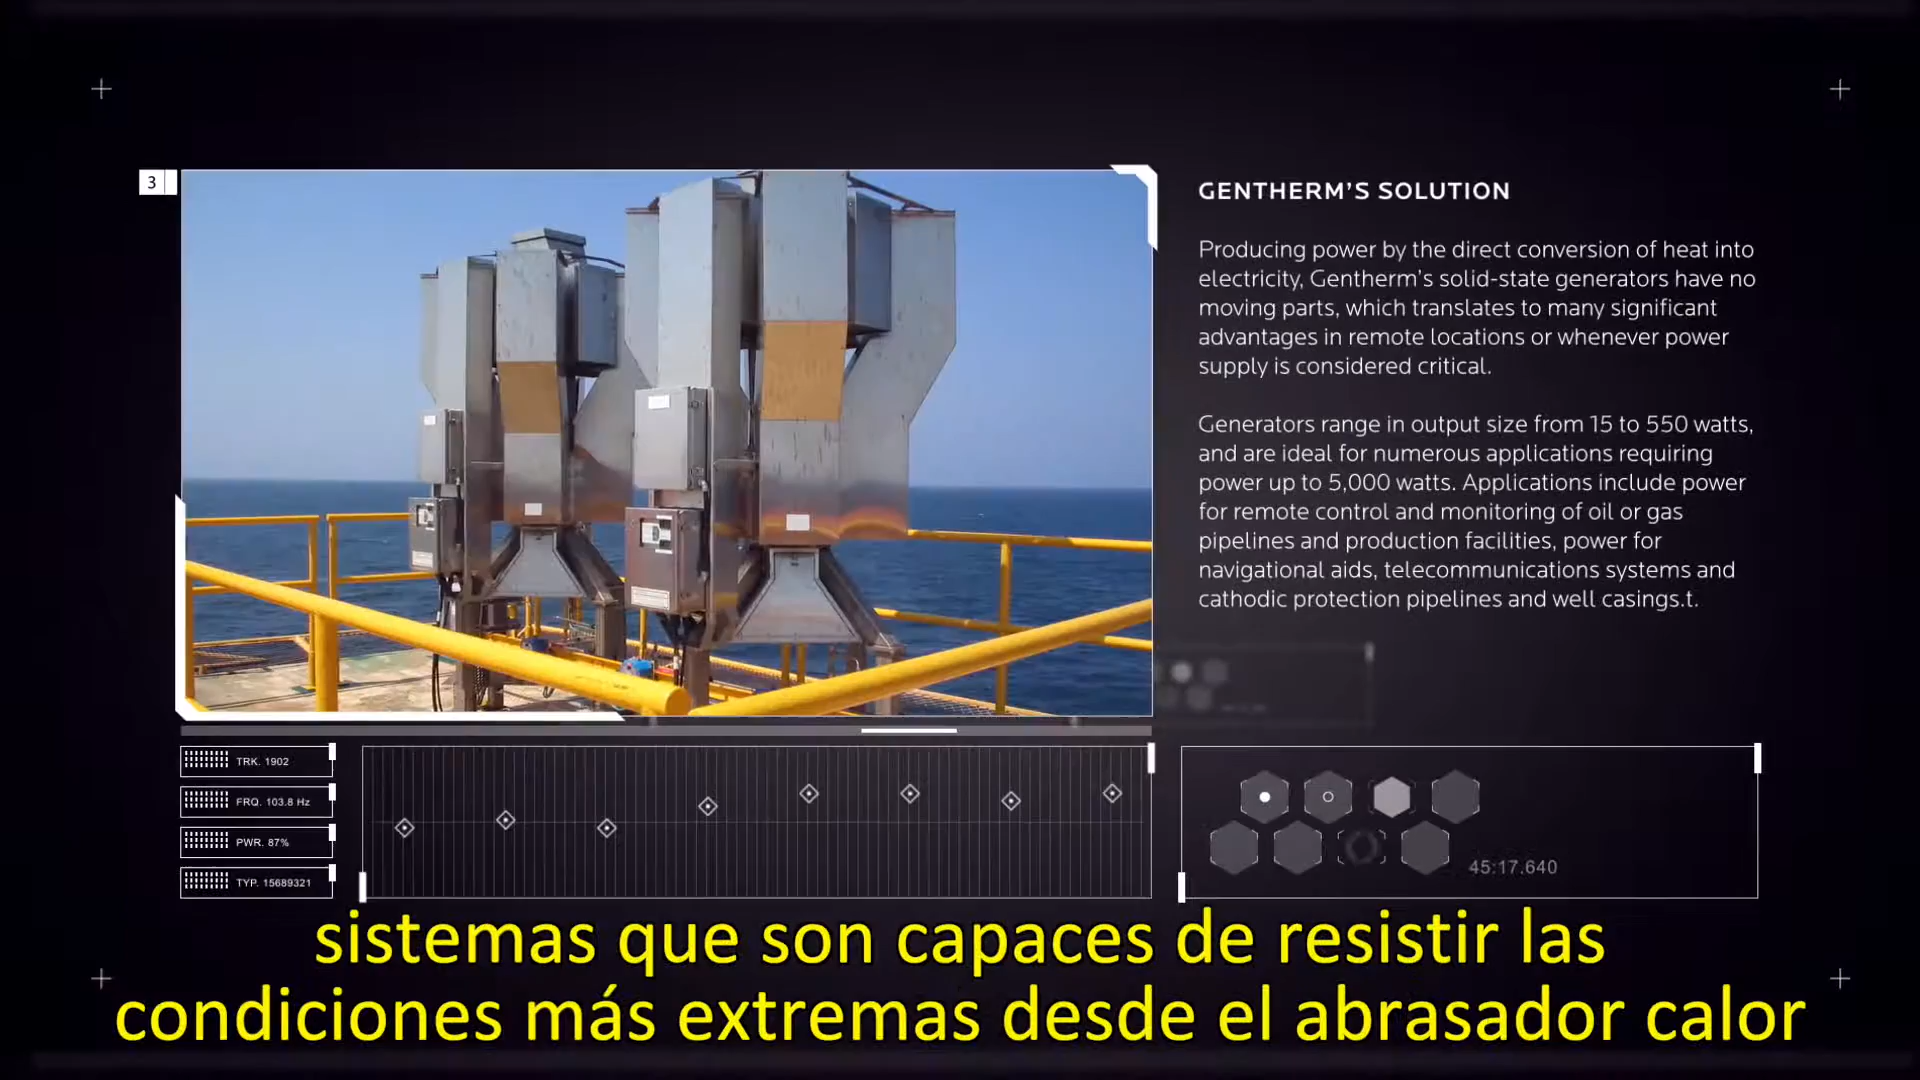 3
GENTHERM'S SOLUTION
Producing power by the direct conversion of heat into
electricity, Gentherm's solid-state generators have no
moving parts, which translates to many significant
advantages in remote locations or whenever power
supply is considered critical.
Generators range in output size from 15 to 550 watts,
and are ideal for numerous applications requiring
power up to 5,000 watts. Applications include power
for remote control and monitoring of oil or gas
pipelines and production facilities, power for
navigational aids, telecommunications systems and
cathodic protection pipelines and well casings.t.
TRK. 1902
FRQ. 103.8 Hz
PWR. 87%
TYP. 15689321
45:17.640
sistemas que son capaces de resistir las
condiciones más extremas desde el abrasador calor